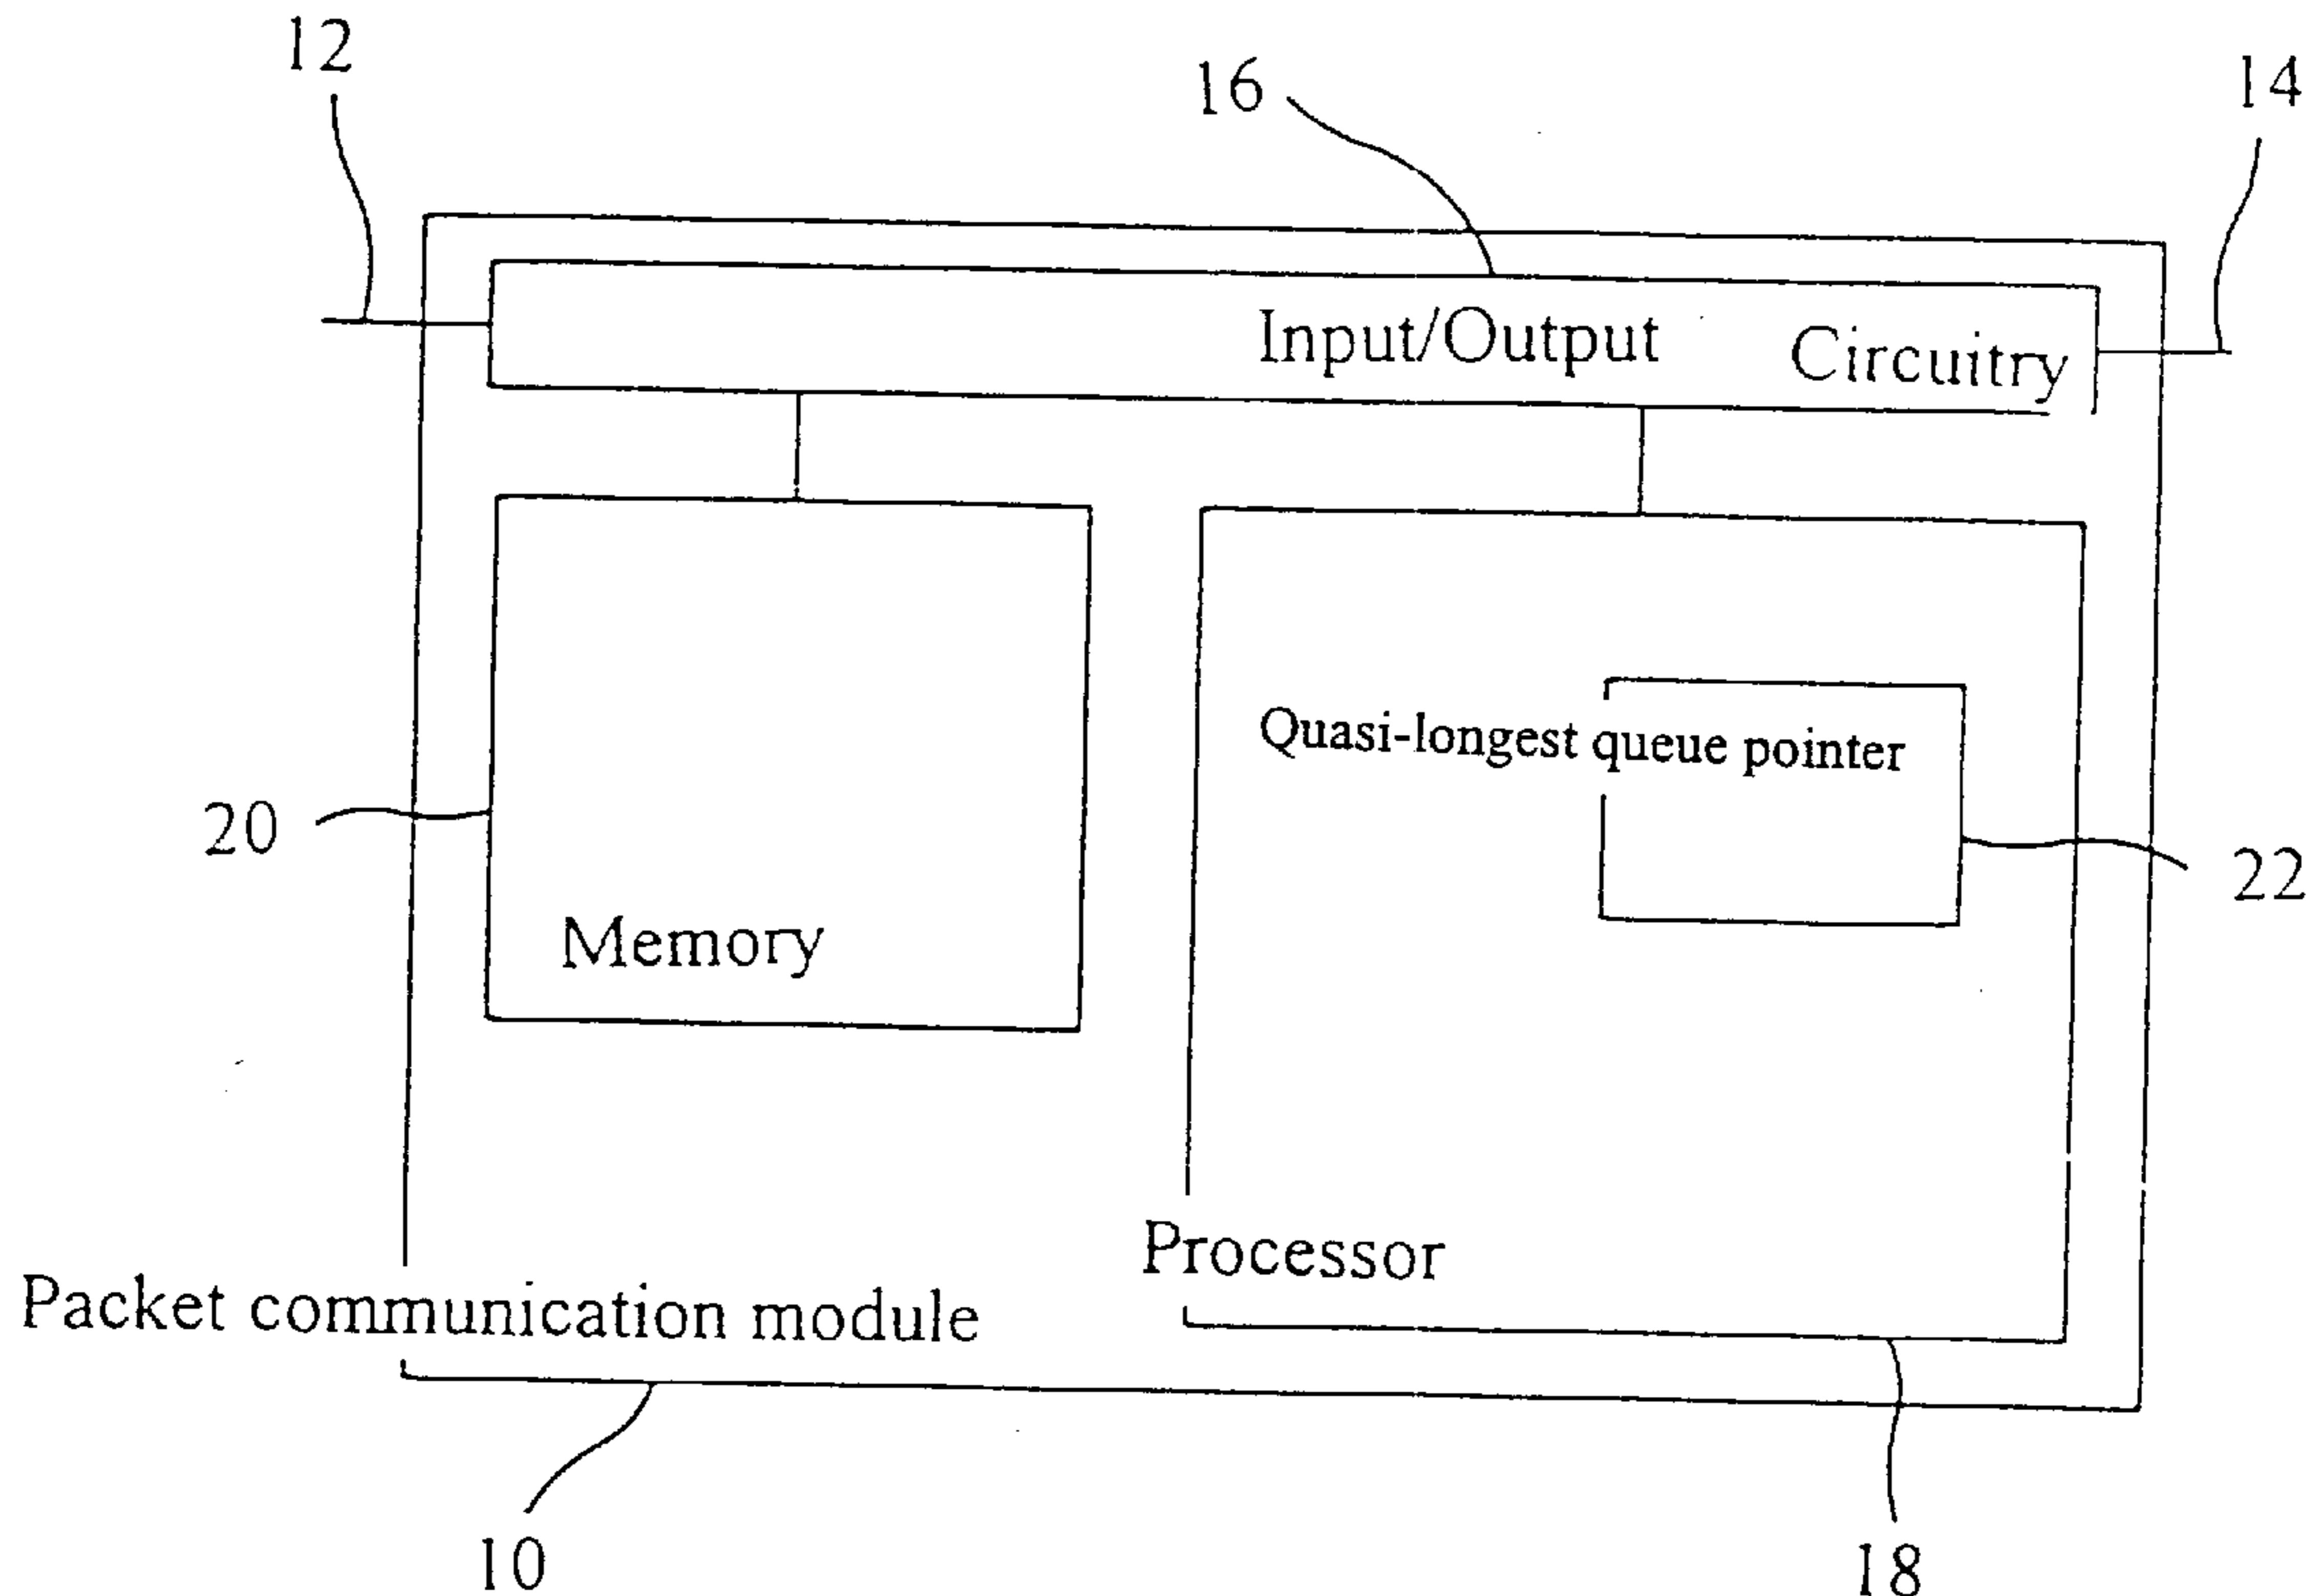 12
16
14
Input/Output Circuitry
Quasi-longest queue pointer
20
22
Memory
Processor
Packet communication module
10
18